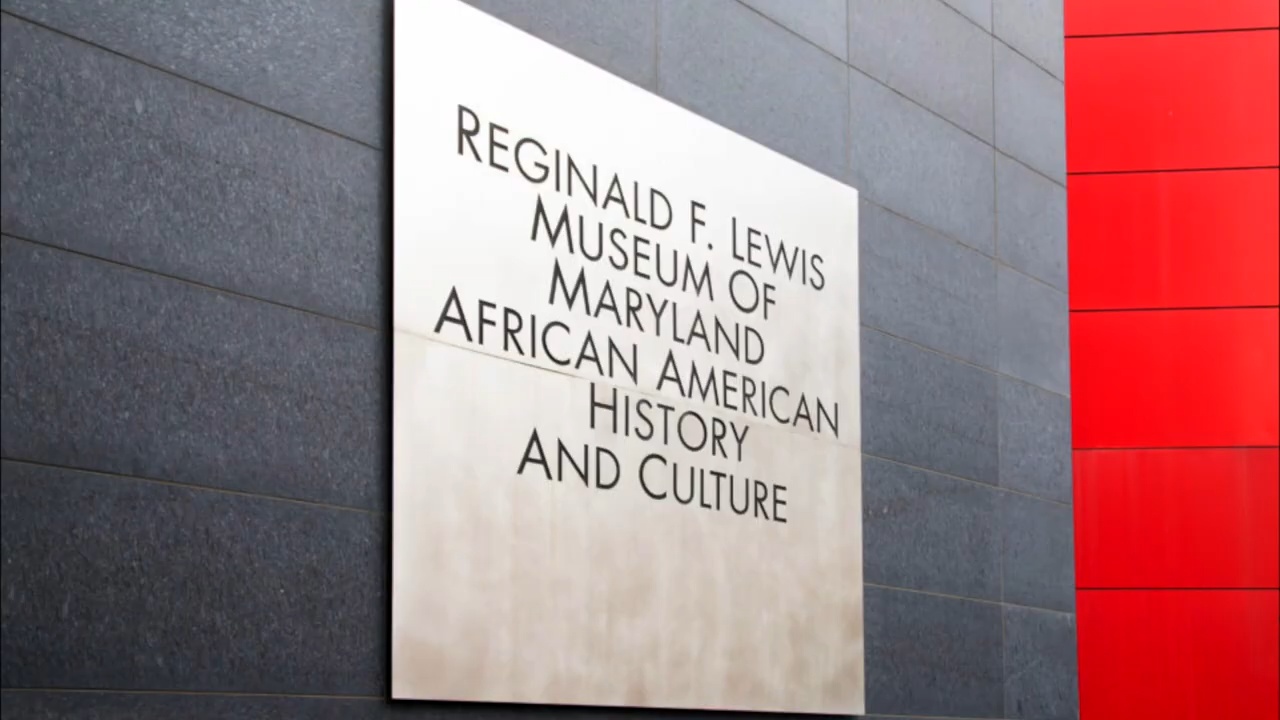 REGINALD F. LEWIS
MUSEUM OF
MARYLAND
AFRICAN AMERICAN
HISTORY
AND CULTURE